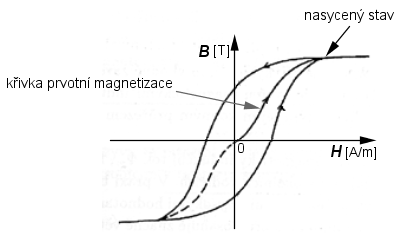 nasycený stav
B [T]
křivka prvotní magnetizace
0
H [A/m]